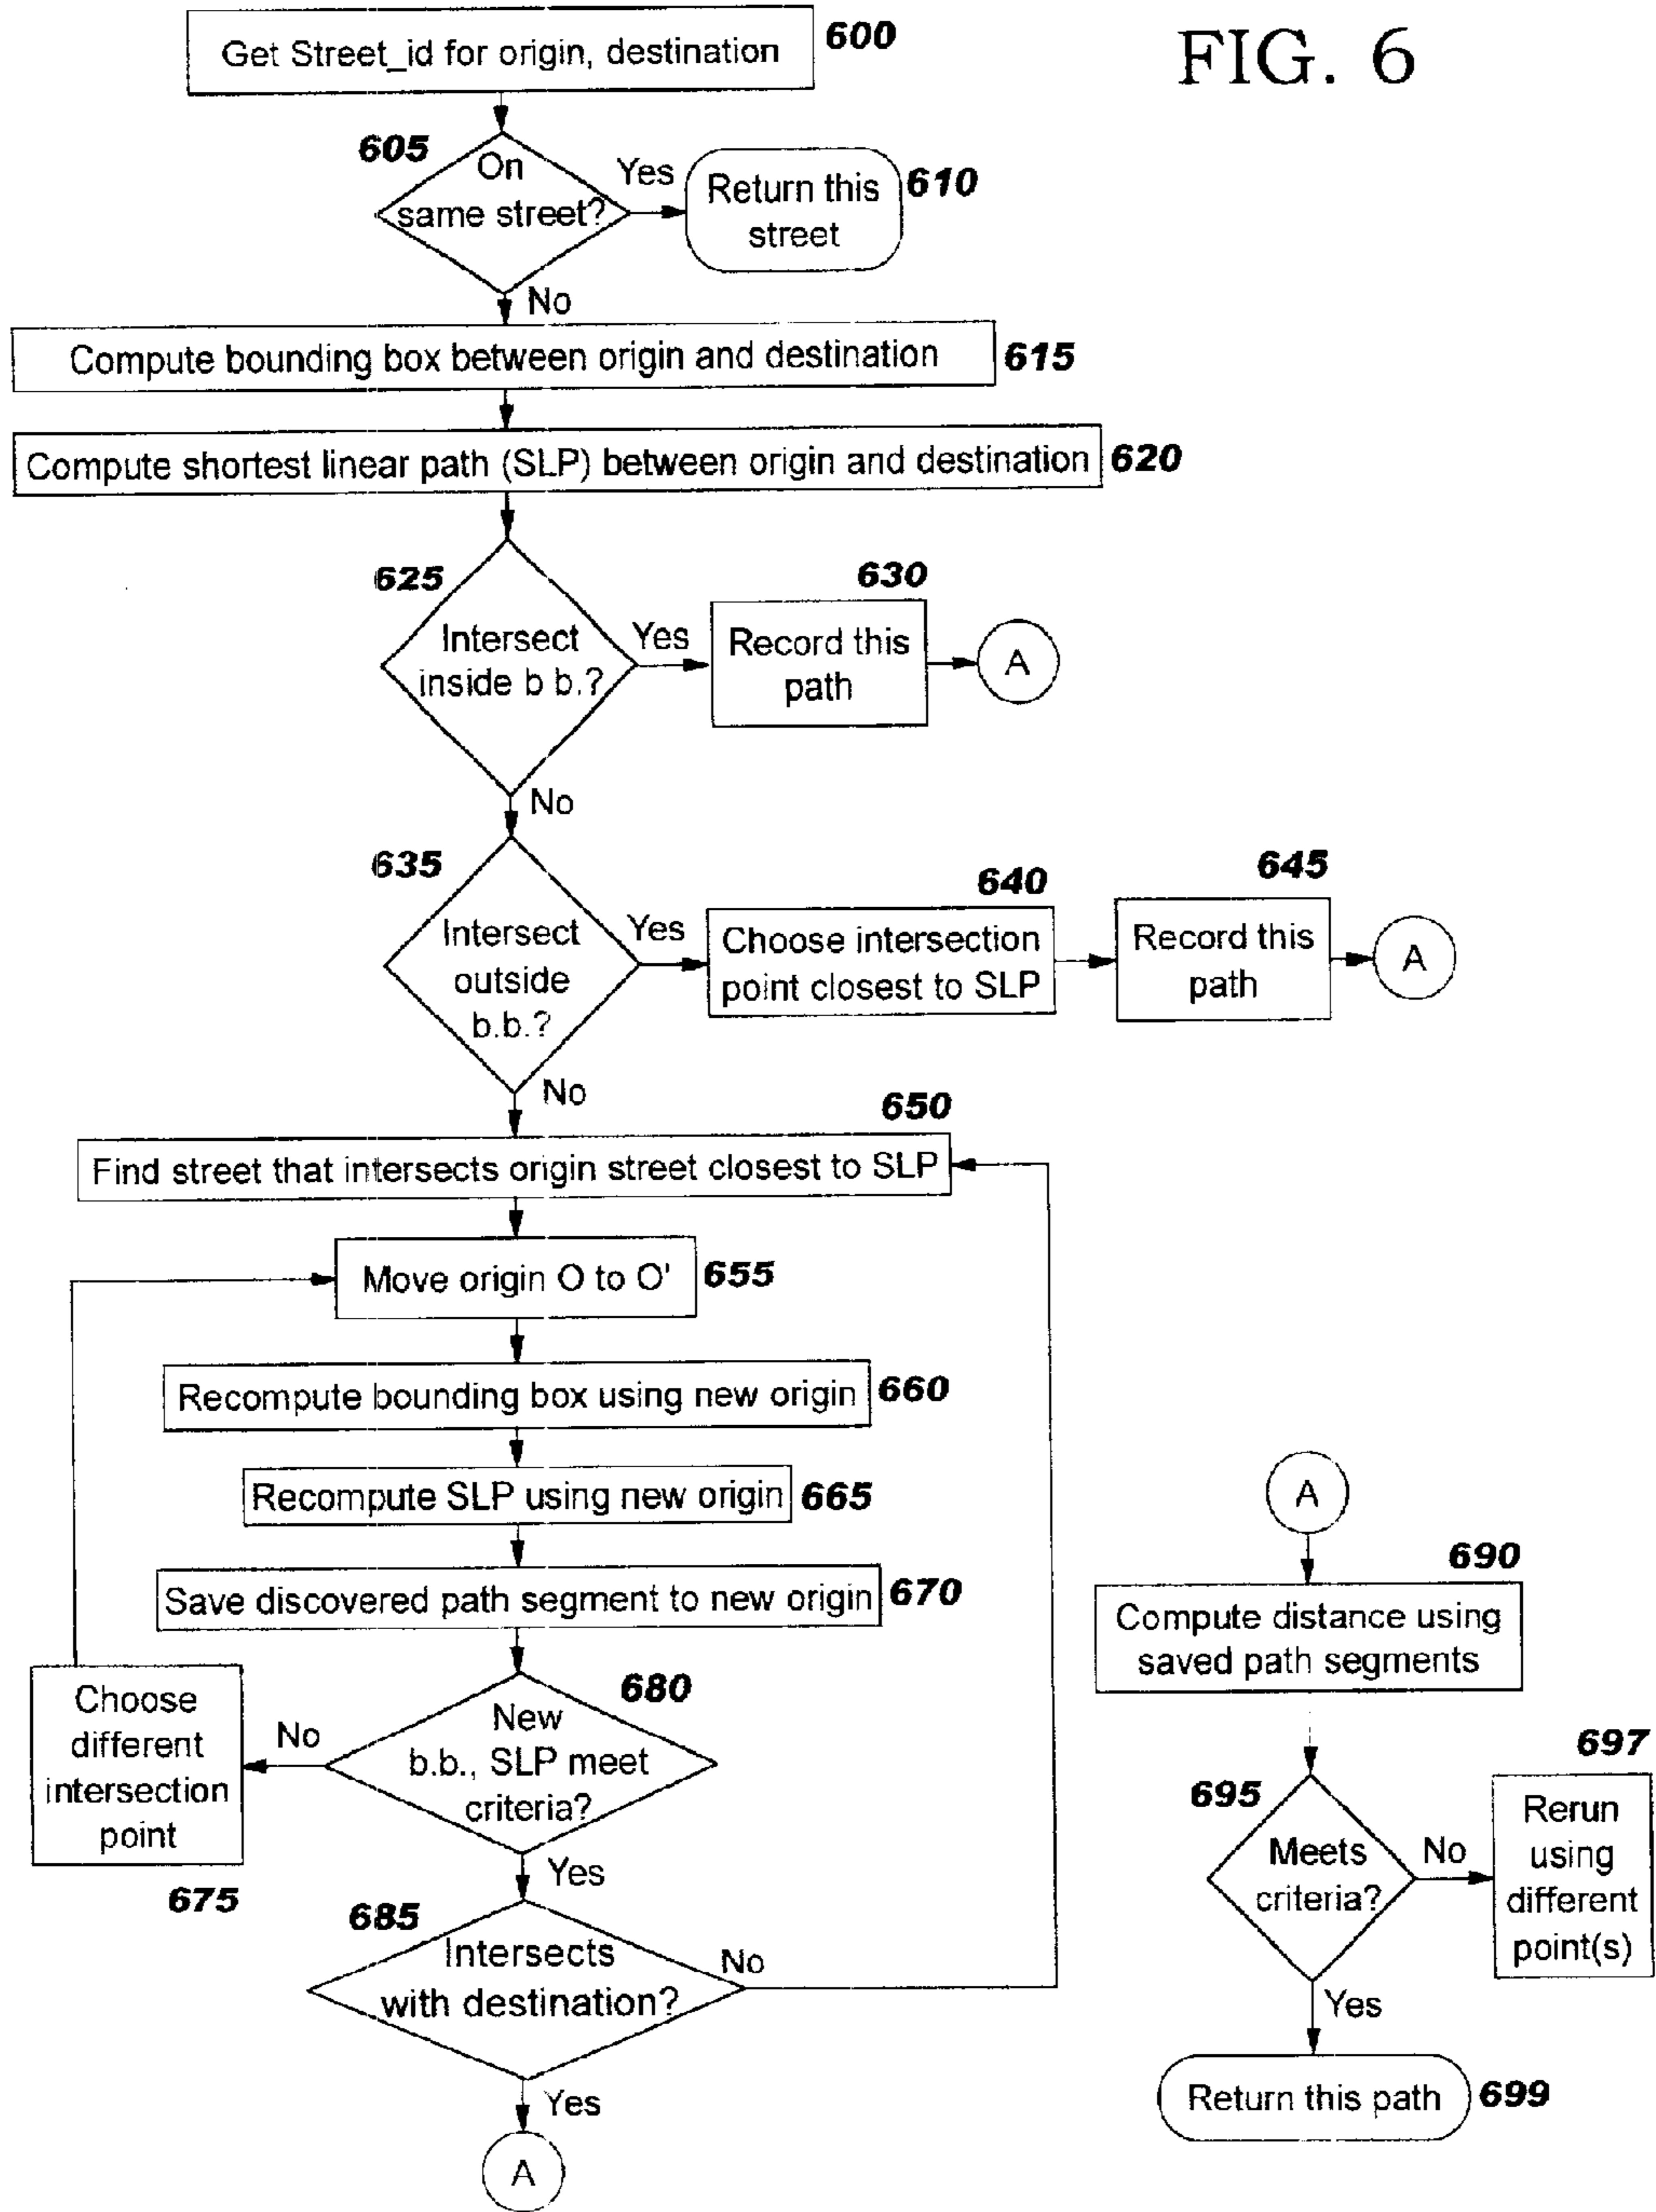 FIG. 6
Get Street_id for origin, destination
600
605
On
same street?
Yes
Return this
street
610
No
Compute bounding box between origin and destination
615
Compute shortest linear path (SLP) between origin and destination
620
625
Intersect
inside b b.?
Yes
630
Record this
path
A
No
635
Intersect
outside
b.b.?
Yes
640
Choose intersection
point closest to SLP
645
Record this
path
A
No
650
Find street that intersects origin street closest to SLP
Move origin O to O'
655
Recompute bounding box using new origin
660
Recompute SLP using new origin
665
Save discovered path segment to new origin
670
680
New
b.b., SLP meet
criteria?
No
Choose
different
intersection
point
675
Yes
685
Intersects
with destination?
No
Yes
A
A
690
Compute distance using
saved path segments
695
Meets
criteria?
No
697
Rerun
using
different
point(s)
Yes
Return this path
699